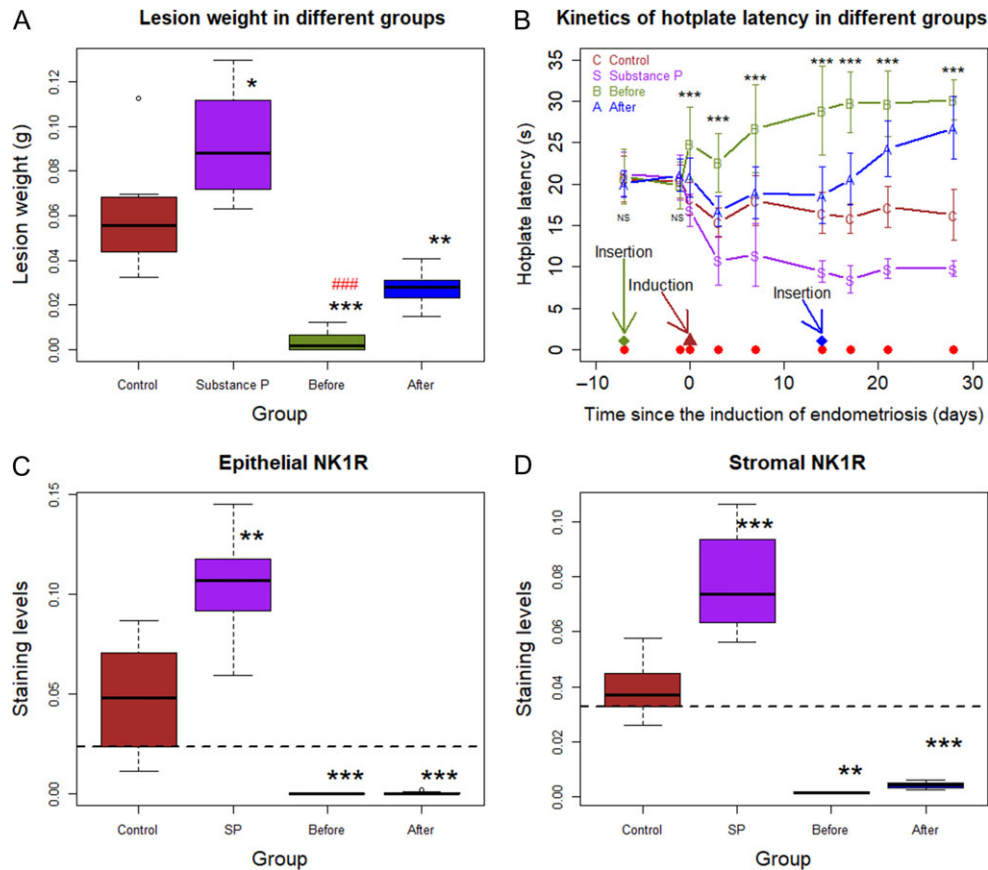 A
Lesion weight in different groups
Lesion weight (g)
0.12
0.10
0.08
0.06
0.04
0.02
0.00
*
###
***
**
Control
Substance P
Before
After
Group
B
Kinetics of hotplate latency in different groups
Hotplate latency (s)
35
30
25
20
15
10
5
0
C Control
S Substance P
B Before
A After
***
***
***
***
***
***
***
NS
NS
Insertion
Induction
Insertion
−10
0
10
20
30
Time since the induction of endometriosis (days)
C
Epithelial NK1R
Staining levels
0.15
0.10
0.05
0.00
**
***
***
Control
SP
Before
After
Group
D
Stromal NK1R
Staining levels
0.10
0.08
0.06
0.04
0.02
0.00
***
**
***
Control
SP
Before
After
Group